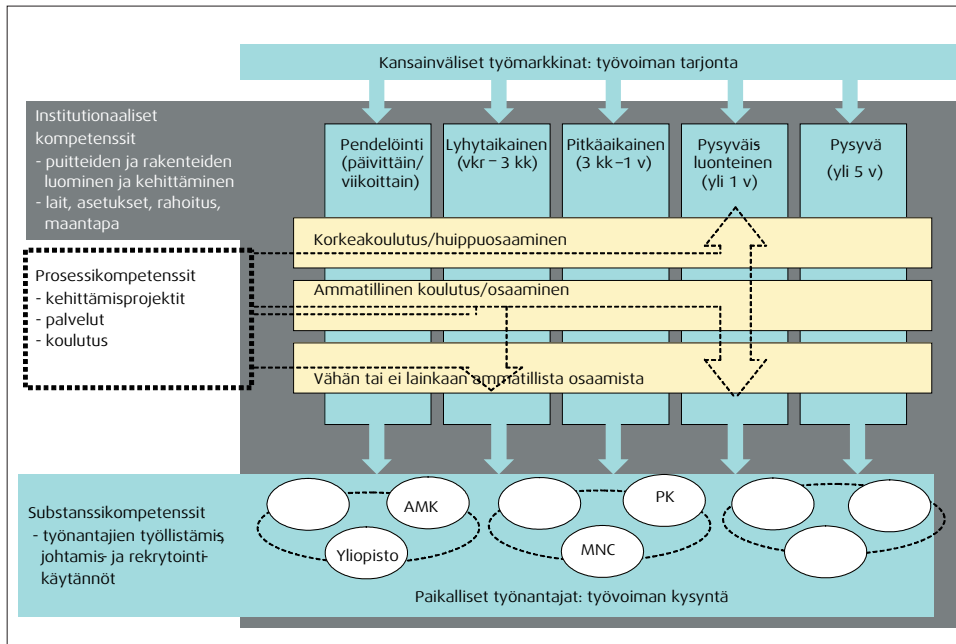 Kansainväliset työmarkkinat: työvoiman tarjonta
Institutionaaliset
kompetenssit
- puitteiden ja rakenteiden
luominen ja kehittäminen
- lait, asetukset, rahoitus,
maantapa
Pendelöinti
(päivittäin/
viikoittain)
Lyhytaikainen
(vkr – 3 kk)
Pitkäaikainen
(3 kk –1 v)
Pysyväis
luonteinen
(yli 1 v)
Pysyvä
(yli 5 v)
Korkeakoulutus/huippuosaaminen
Prosessikompetenssit
- kehittämisprojektit
- palvelut
- koulutus
Ammatillinen koulutus/osaaminen
Vähän tai ei lainkaan ammatillista osaamista
Substanssikompetenssit
- työnantajien työllistämis,
johtamis- ja rekrytointi-
käytännöt
AMK
Yliopisto
PK
MNC
Paikalliset työnantajat: työvoiman kysyntä